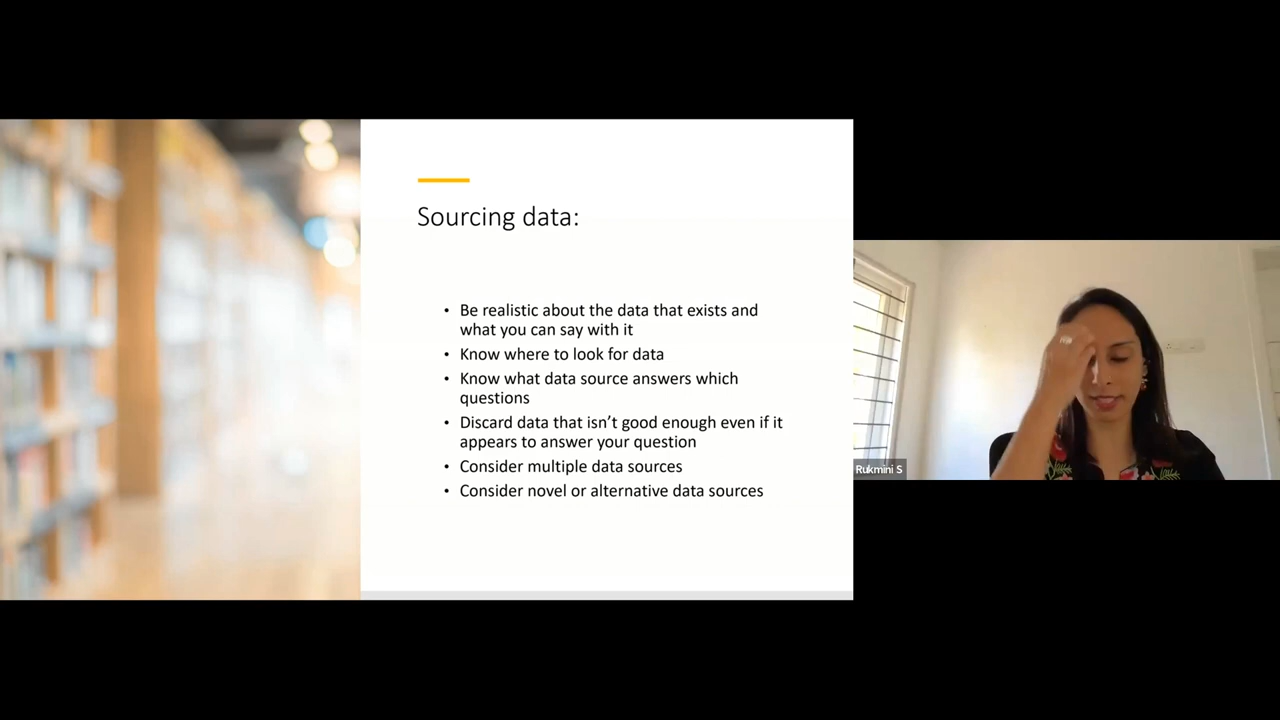 Sourcing data:
• Be realistic about the data that exists and
what you can say with it
• Know where to look for data
• Know what data source answers which
questions
• Discard data that isn’t good enough even if it
appears to answer your question
• Consider multiple data sources
• Consider novel or alternative data sources
Rukmini S